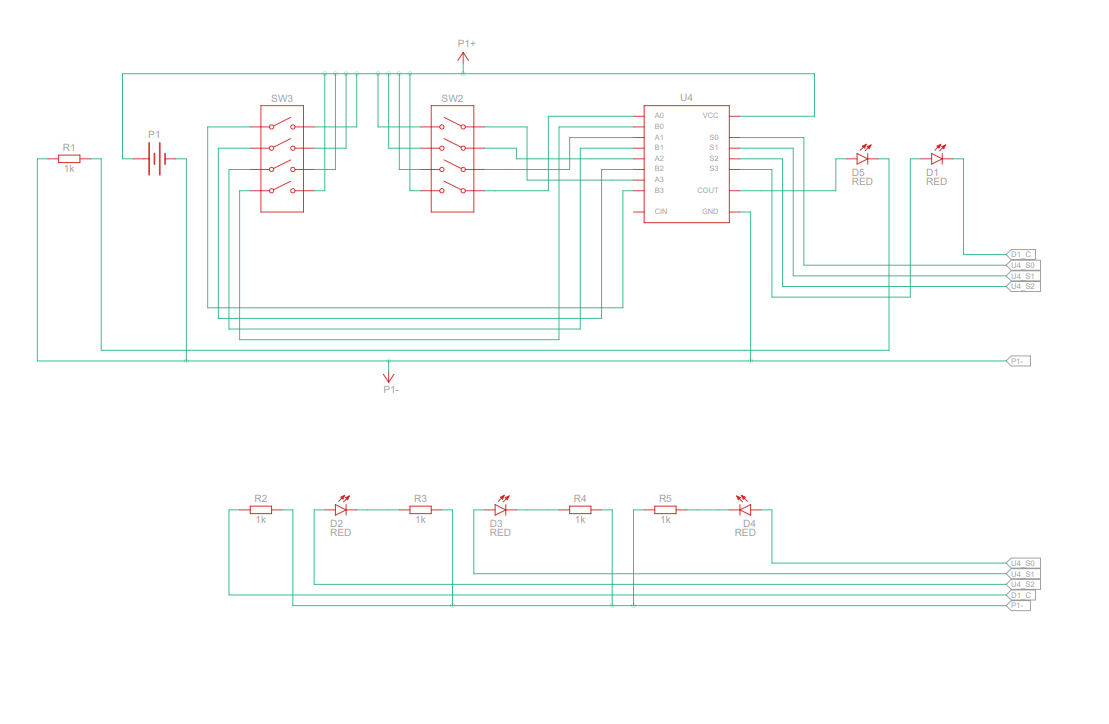 P1+
SW3
SW2
U4
A0
VCC
B0
A1
S0
B1
S1
A2
S2
B2
S3
A3
B3
COUT
CIN
GND
R1
1k
P1
D5
RED
D1
RED
D1_C
U4_S0
U4_S1
U4_S2
P1-
P1-
R2
1k
D2
RED
R3
1k
D3
RED
R4
1k
R5
1k
D4
RED
U4_S0
U4_S1
U4_S2
D1_C
P1-